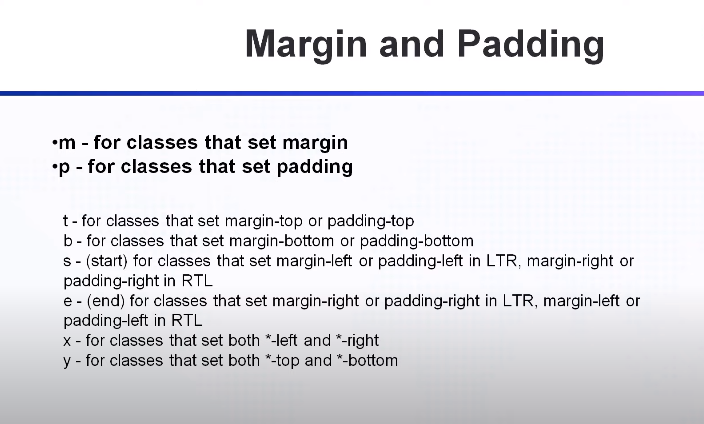 Margin and Padding
•m - for classes that set margin
•p - for classes that set padding
t - for classes that set margin-top or padding-top
b - for classes that set margin-bottom or padding-bottom
s - (start) for classes that set margin-left or padding-left in LTR, margin-right or
padding-right in RTL
e - (end) for classes that set margin-right or padding-right in LTR, margin-left or
padding-left in RTL
x - for classes that set both *-left and *-right
y - for classes that set both *-top and *-bottom